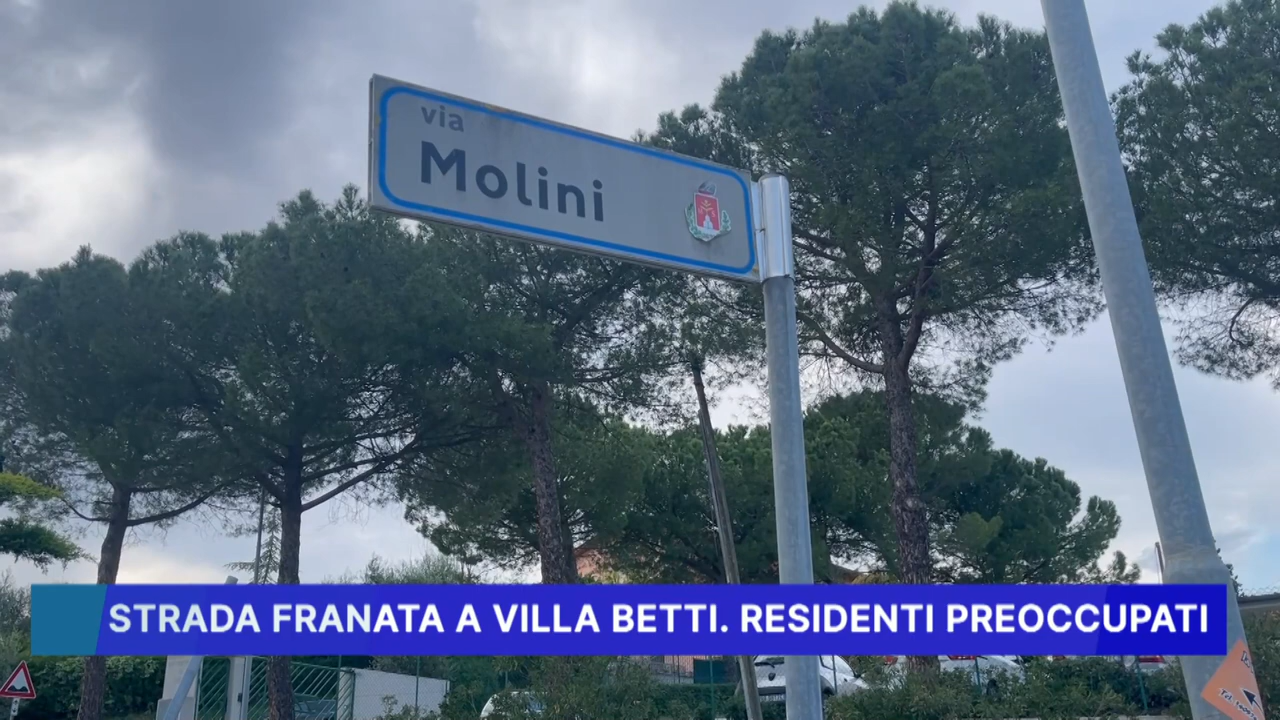 via
Molini
STRADA FRANATA A VILLA BETTI. RESIDENTI PREOCCUPATI